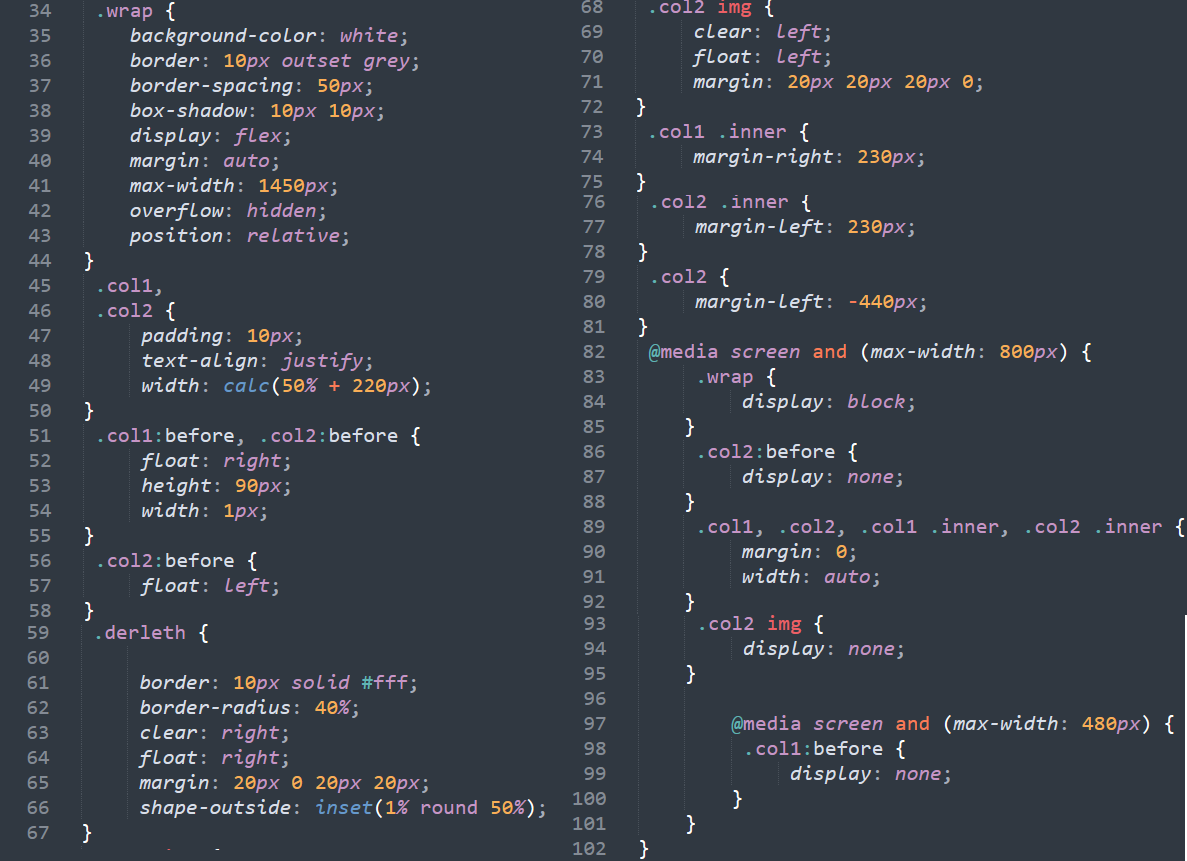 34 .wrap {
35 background-color: white;
36 border: 10px outset grey;
37 border-spacing: 50px;
38 box-shadow: 10px 10px;
39 display: flex;
40 margin: auto;
41 max-width: 1450px;
42 overflow: hidden;
43 position: relative;
44 }
45 .col1,
46 .col2 {
47 padding: 10px;
48 text-align: justify;
49 width: calc(50% + 220px);
50 }
51 .col1:before, .col2:before {
52 float: right;
53 height: 90px;
54 width: 1px;
55 }
56 .col2:before {
57 float: left;
58 }
59 .derleth {
60
61 border: 10px solid #fff;
62 border-radius: 40%;
63 clear: right;
64 float: right;
65 margin: 20px 0 20px 20px;
66 shape-outside: inset(1% round 50%);
67 }
68 .col2 img {
69 clear: left;
70 float: left;
71 margin: 20px 20px 20px 0;
72 }
73 .col1 .inner {
74 margin-right: 230px;
75 }
76 .col2 .inner {
77 margin-left: 230px;
78 }
79 .col2 {
80 margin-left: -440px;
81 }
82 @media screen and (max-width: 800px) {
83 .wrap {
84 display: block;
85 }
86 .col2:before {
87 display: none;
88 }
89 .col1, .col2, .col1 .inner, .col2 .inner {
90 margin: 0;
91 width: auto;
92 }
93 .col2 img {
94 display: none;
95 }
96
97 @media screen and (max-width: 480px) {
98 .col1:before {
99 display: none;
100 }
101 }
102 }